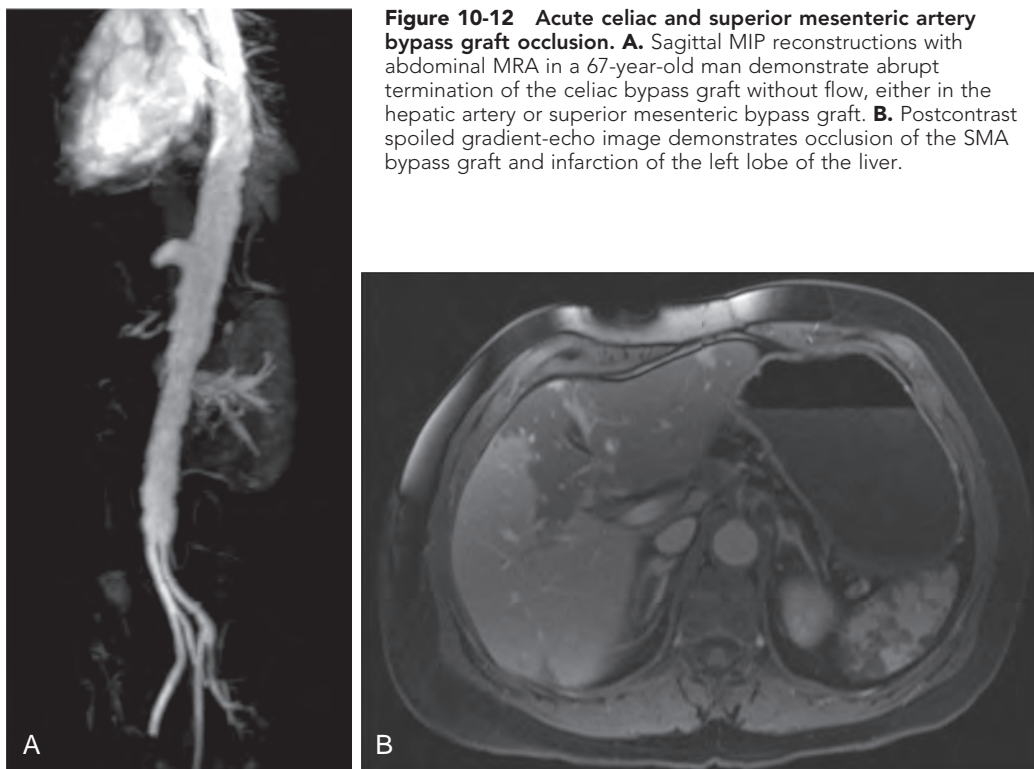 Figure 10-12 Acute celiac and superior mesenteric artery
bypass graft occlusion. A. Sagittal MIP reconstructions with
abdominal MRA in a 67-year-old man demonstrate abrupt
termination of the celiac bypass graft without flow, either in the
hepatic artery or superior mesenteric bypass graft. B. Postcontrast
spoiled gradient-echo image demonstrates occlusion of the SMA
bypass graft and infarction of the left lobe of the liver.
A
B